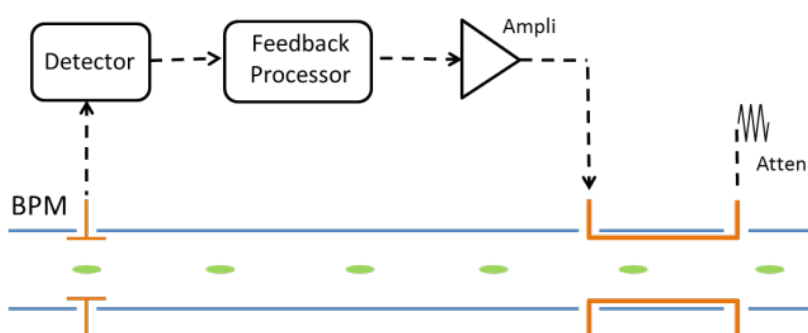 Ampli
Detector
Feedback
Processor
Atten
BPM